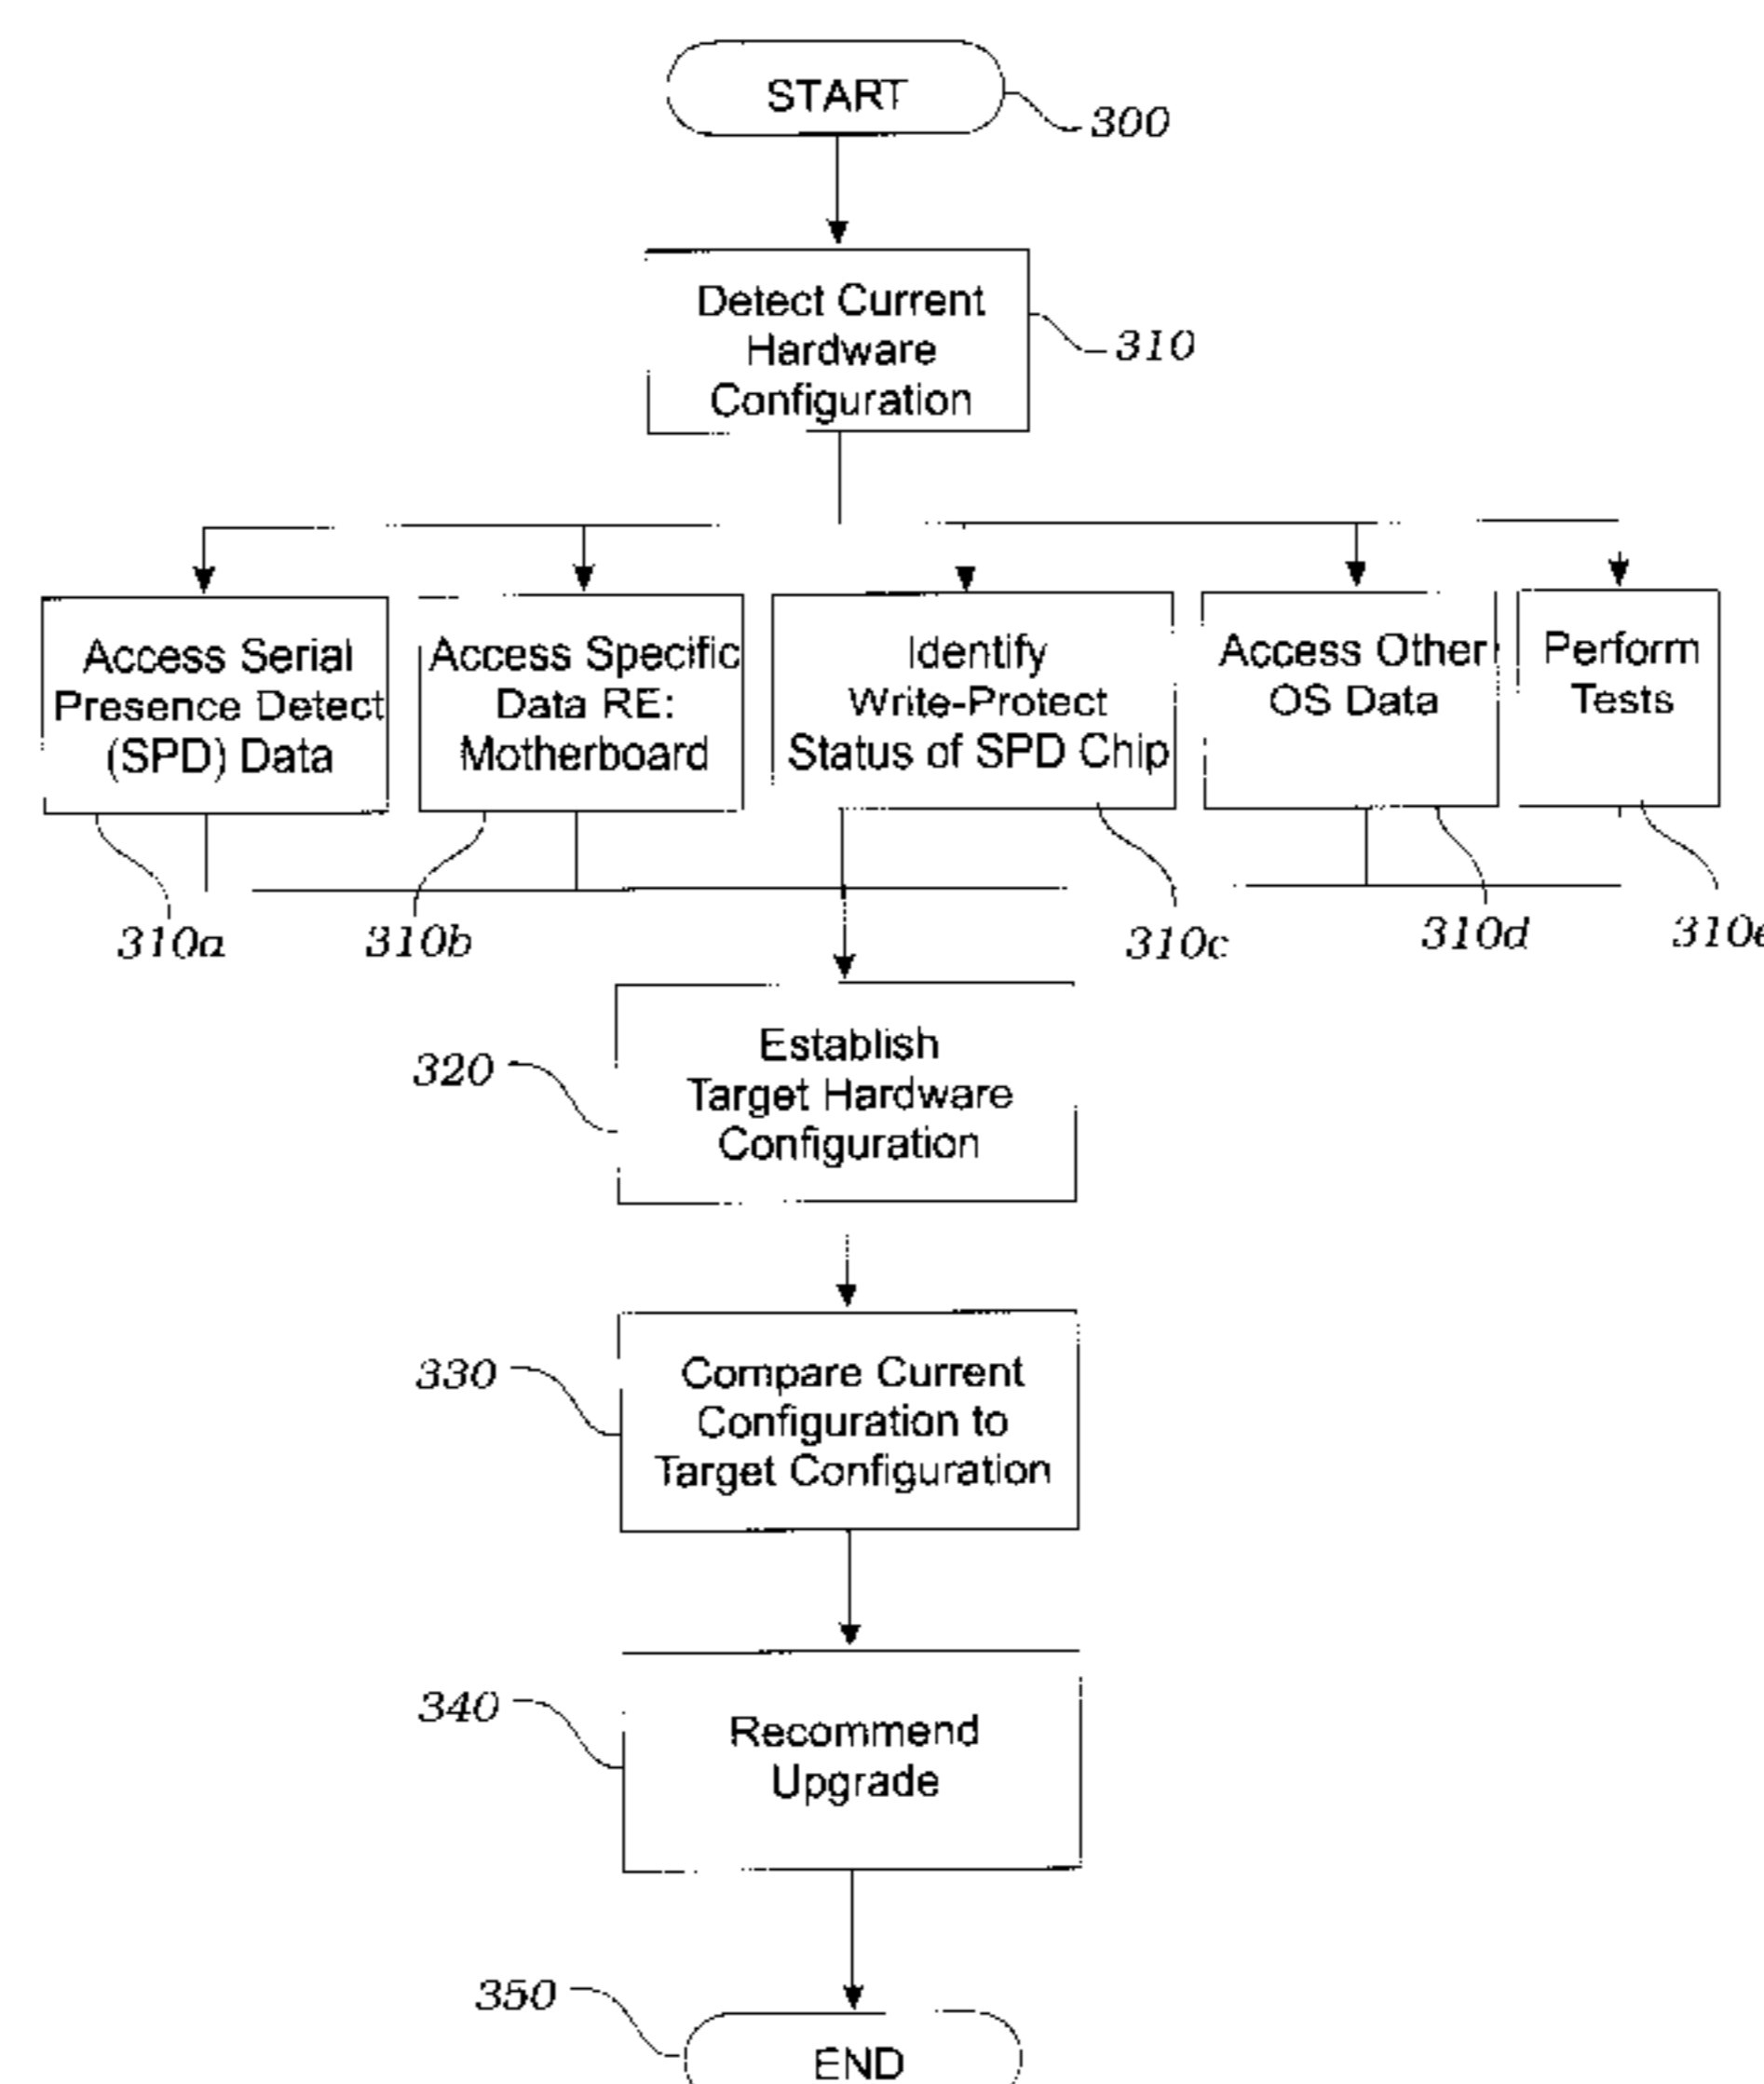 START
300
Detect Current
Hardware
Configuration
310
Access Serial
Presence Detect
(SPD) Data
Access Specific
Data RE:
Motherboard
Identify
Write-Protect
Status of SPD Chip
Access Other
OS Data
Perform
Tests
310a
310b
310c
310d
310e
Establish
Target Hardware
Configuration
320
Compare Current
Configuration to
Target Configuration
330
Recommend
Upgrade
340
350
END